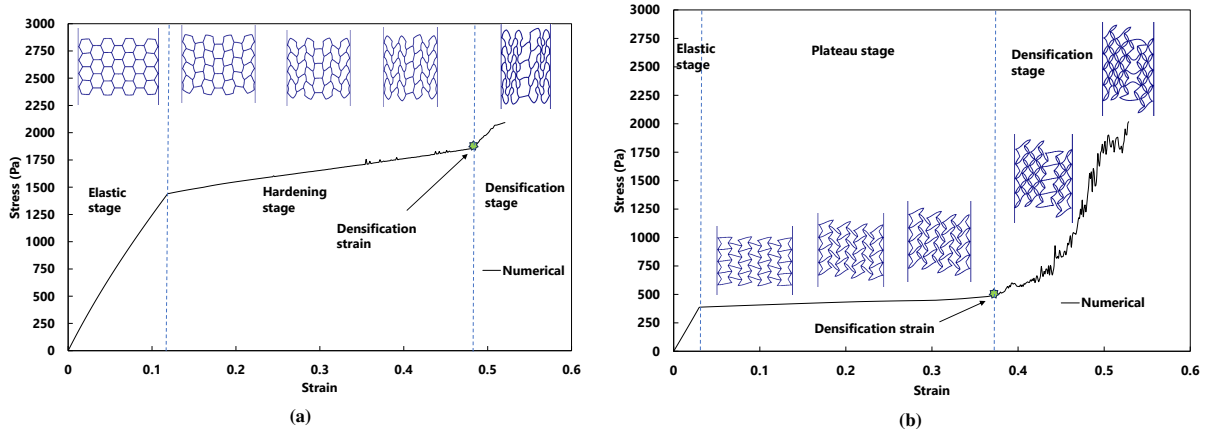 3000
2750
2500
2250
2000
1750
1500
1250
1000
750
500
250
0
Stress (Pa)
0
0.1
0.2
0.3
0.4
0.5
0.6
Strain
Elastic
stage
Hardening
stage
Densification
strain
Densification
stage
Numerical
(a)
3000
2750
2500
2250
2000
1750
1500
1250
1000
750
500
250
0
Stress (Pa)
0
0.1
0.2
0.3
0.4
0.5
0.6
Strain
Elastic
stage
Plateau stage
Densification
stage
Densification strain
Numerical
(b)